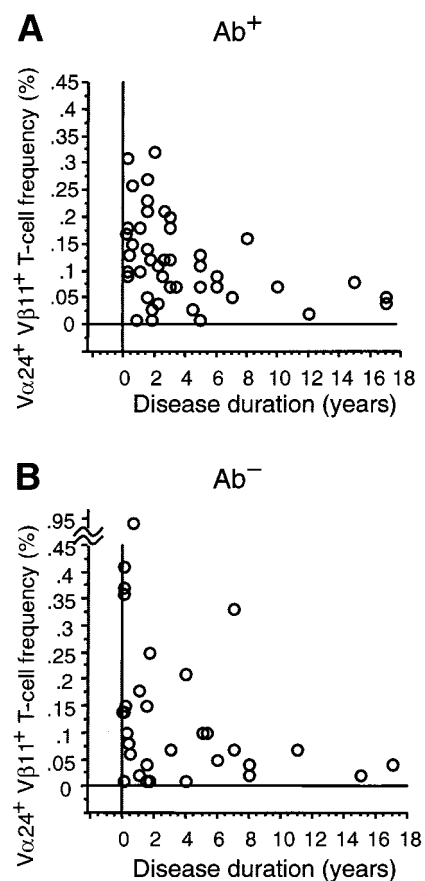 A
Ab⁺
Vα24⁺ Vβ11⁺ T-cell frequency (%)
.45
.4
.35
.3
.25
.2
.15
.1
.05
0
0 2 4 6 8 10 12 14 16 18
Disease duration (years)
B
Ab⁻
Vα24⁺ Vβ11⁺ T-cell frequency (%)
.95
.45
.4
.35
.3
.25
.2
.15
.1
.05
0
0 2 4 6 8 10 12 14 16 18
Disease duration (years)